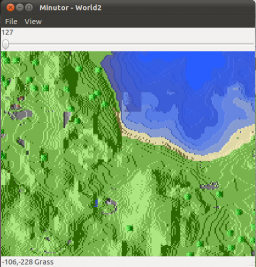 Minutor - World2
File View
127
-106,-228 Grass